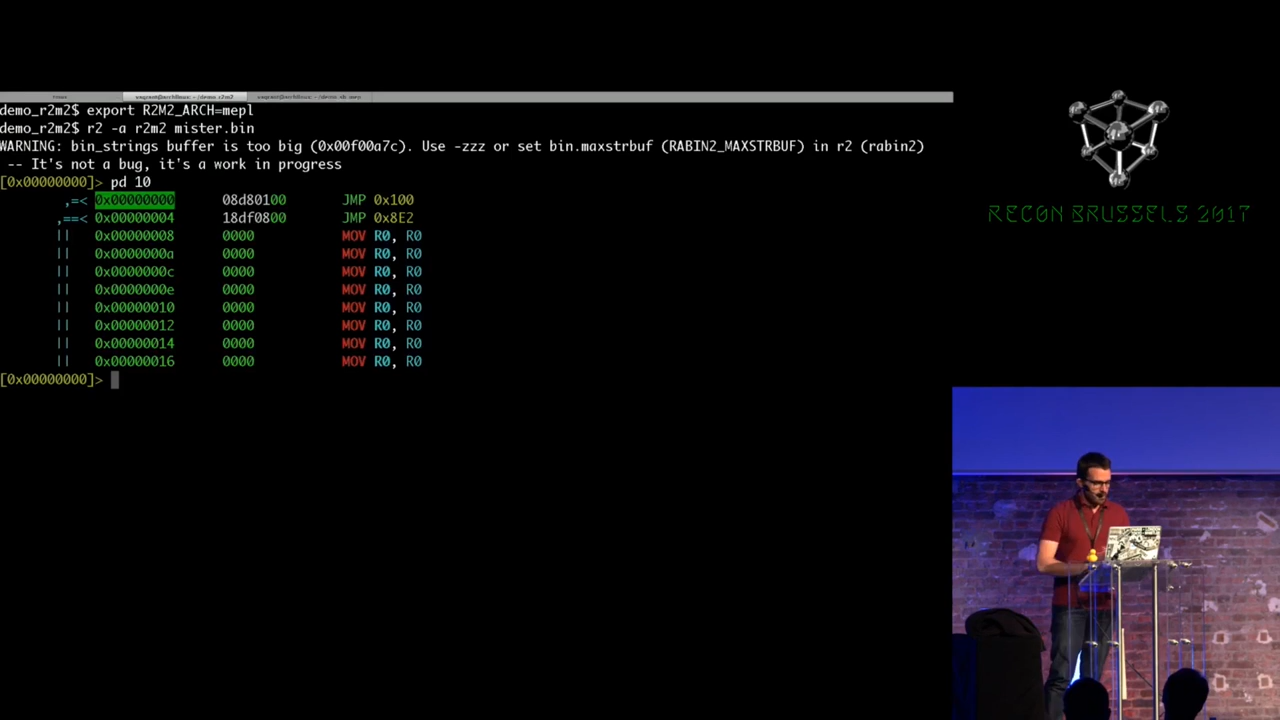 demo_r2m2$ export R2M2_ARCH=mepl
demo_r2m2$ r2 -a r2m2 mister.bin
WARNING: bin_strings buffer is too big (0x00f00a7c). Use -zzz or set bin.maxstrbuf (RABIN2_MAXSTRBUF) in r2 (rabin2)
-- It's not a bug, it's a work in progress
[0x00000000]> pd 10
,=< 0x00000000 08d80100 JMP 0x100
,==< 0x00000004 18df0800 JMP 0x8E2
|| 0x00000008 0000 MOV R0, R0
|| 0x0000000a 0000 MOV R0, R0
|| 0x0000000c 0000 MOV R0, R0
|| 0x0000000e 0000 MOV R0, R0
|| 0x00000010 0000 MOV R0, R0
|| 0x00000012 0000 MOV R0, R0
|| 0x00000014 0000 MOV R0, R0
|| 0x00000016 0000 MOV R0, R0
[0x00000000]>
RECON BRUSSELS 2017